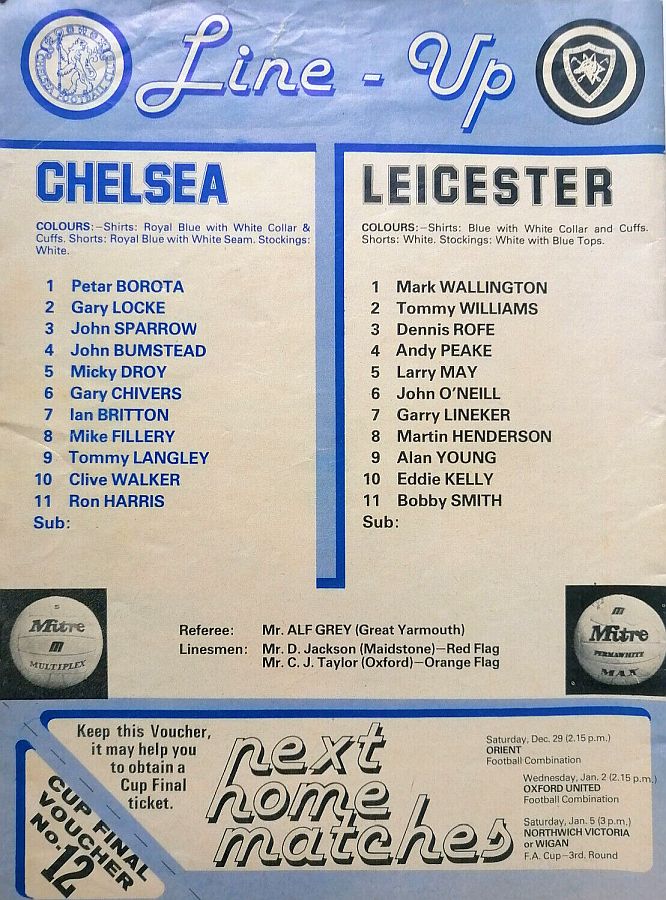 CHELSEA FOOTBALL CLUB
Line - Up
CHELSEA
COLOURS:—Shirts: Royal Blue with White Collar &
Cuffs. Shorts: Royal Blue with White Seam. Stockings:
White.
1 Petar BOROTA
2 Gary LOCKE
3 John SPARROW
4 John BUMSTEAD
5 Micky DROY
6 Gary CHIVERS
7 Ian BRITTON
8 Mike FILLERY
9 Tommy LANGLEY
10 Clive WALKER
11 Ron HARRIS
Sub:
LEICESTER
COLOURS:—Shirts: Blue with White Collar and Cuffs.
Shorts: White. Stockings: White with Blue Tops.
1 Mark WALLINGTON
2 Tommy WILLIAMS
3 Dennis ROFE
4 Andy PEAKE
5 Larry MAY
6 John O'NEILL
7 Garry LINEKER
8 Martin HENDERSON
9 Alan YOUNG
10 Eddie KELLY
11 Bobby SMITH
Sub:
5
Mitre
m
MULTIPLEX
Referee: Mr. ALF GREY (Great Yarmouth)
Linesmen: Mr. D. Jackson (Maidstone)—Red Flag
Mr. C. J. Taylor (Oxford)—Orange Flag
m
Mitre
PERMAWHITE
MAX
Keep this Voucher,
it may help you
to obtain a
Cup Final
ticket.
CUP FINAL
VOUCHER
No. 12
next
home
matches
Saturday, Dec. 29 (2.15 p.m.)
ORIENT
Football Combination
Wednesday, Jan. 2 (2.15 p.m.)
OXFORD UNITED
Football Combination
Saturday, Jan. 5 (3 p.m.)
NORTHWICH VICTORIA
or WIGAN
F.A. Cup—3rd. Round